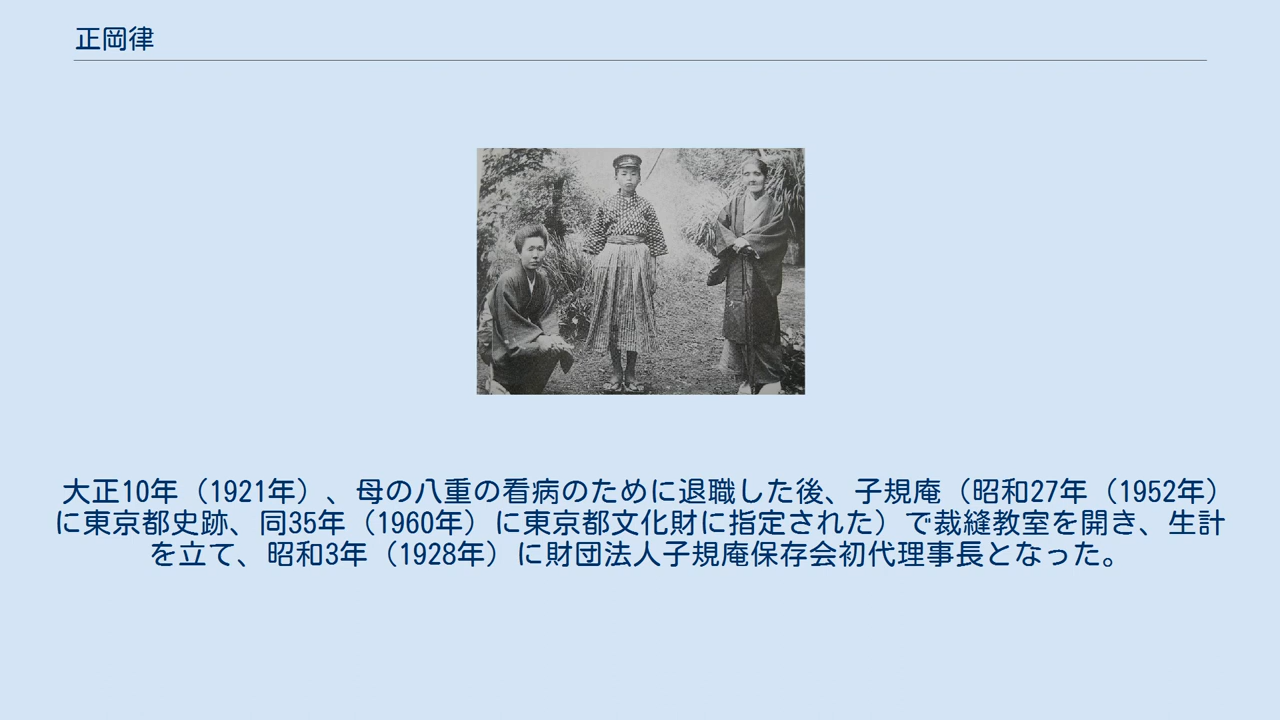 正岡律
大正10年（1921年）、母の八重の看病のために退職した後、子規庵（昭和27年（1952年）
に東京都史跡、同35年（1960年）に東京都文化財に指定された）で裁縫教室を開き、生計
を立て、昭和3年（1928年）に財団法人子規庵保存会初代理事長となった。